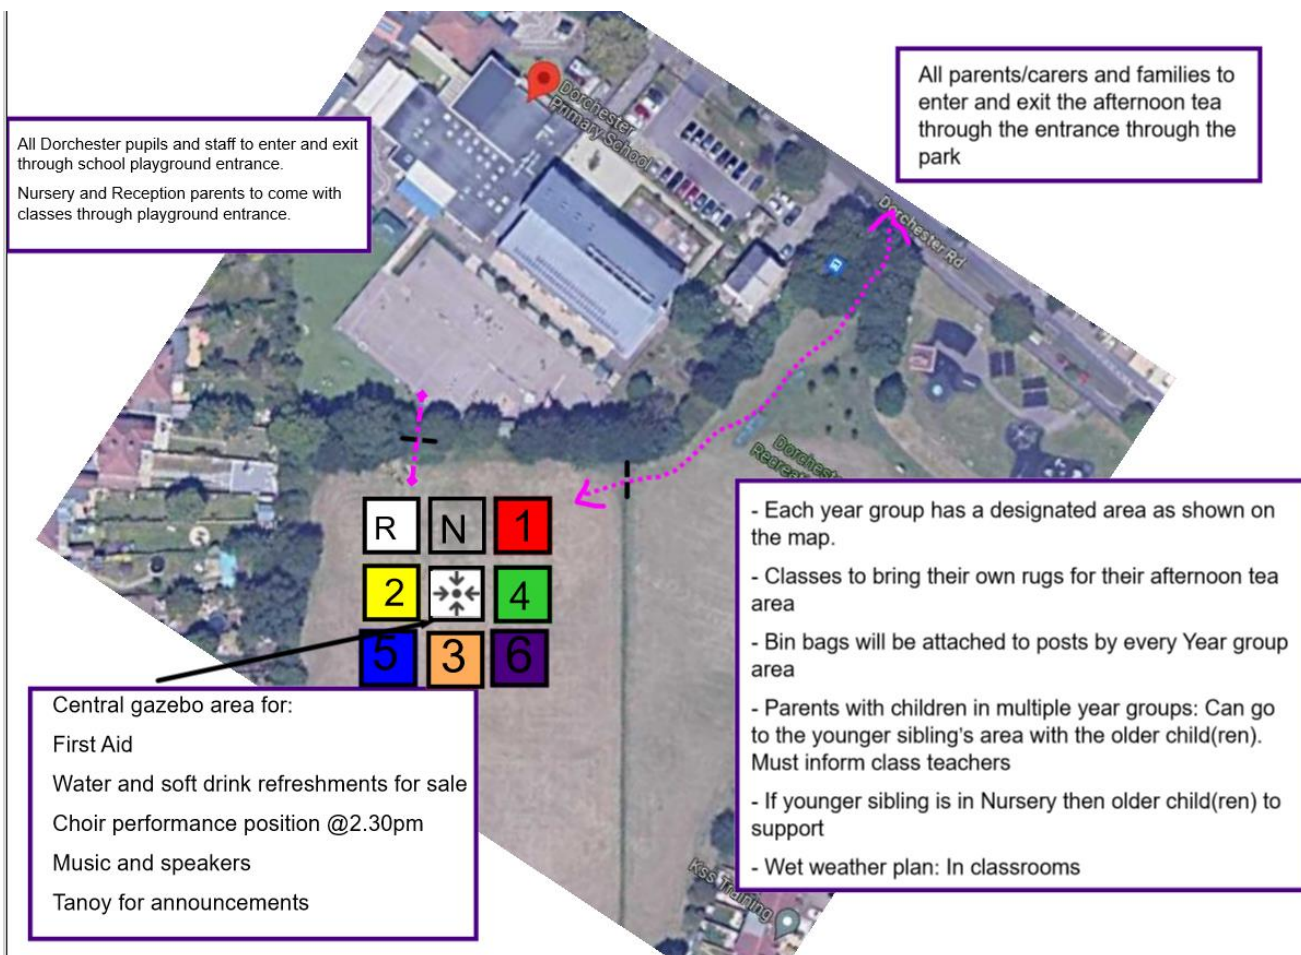 All Dorchester pupils and staff to enter and exit
through school playground entrance.
Nursery and Reception parents to come with
classes through playground entrance.
All parents/carers and families to
enter and exit the afternoon tea
through the entrance through the
park
Dorchester
Primary School
Dorchester Rd
Dorchester
R
N
1
2
4
5
3
6
- Each year group has a designated area as shown on
the map.
- Classes to bring their own rugs for their afternoon tea
area
- Bin bags will be attached to posts by every Year group
area
- Parents with children in multiple year groups: Can go
to the younger sibling's area with the older child(ren).
Must inform class teachers
- If younger sibling is in Nursery then older child(ren) to
support
- Wet weather plan: In classrooms
Central gazebo area for:
First Aid
Water and soft drink refreshments for sale
Choir performance position @2.30pm
Music and speakers
Tanoy for announcements
Kss Training